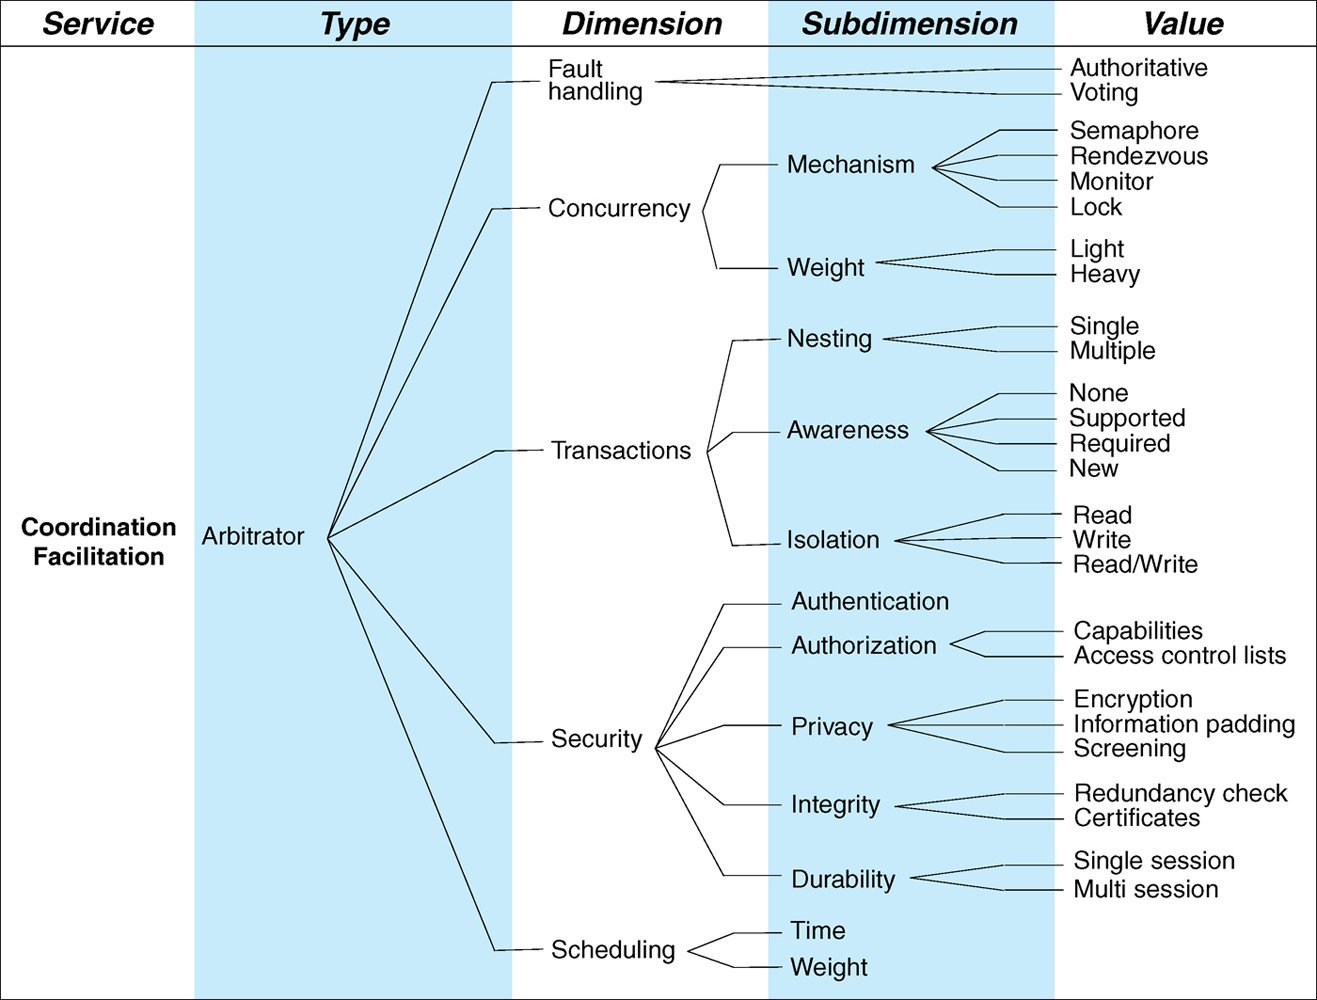 Service Type Dimension Subdimension Value
Fault
handling
Authoritative
Voting
Concurrency
Mechanism
Semaphore
Rendezvous
Monitor
Lock
Weight
Light
Heavy
Transactions
Nesting
Single
Multiple
Awareness
None
Supported
Required
New
Isolation
Read
Write
Read/Write
Coordination
Facilitation
Arbitrator
Security
Authentication
Authorization
Capabilities
Access control lists
Privacy
Encryption
Information padding
Screening
Integrity
Redundancy check
Certificates
Durability
Single session
Multi session
Scheduling
Time
Weight